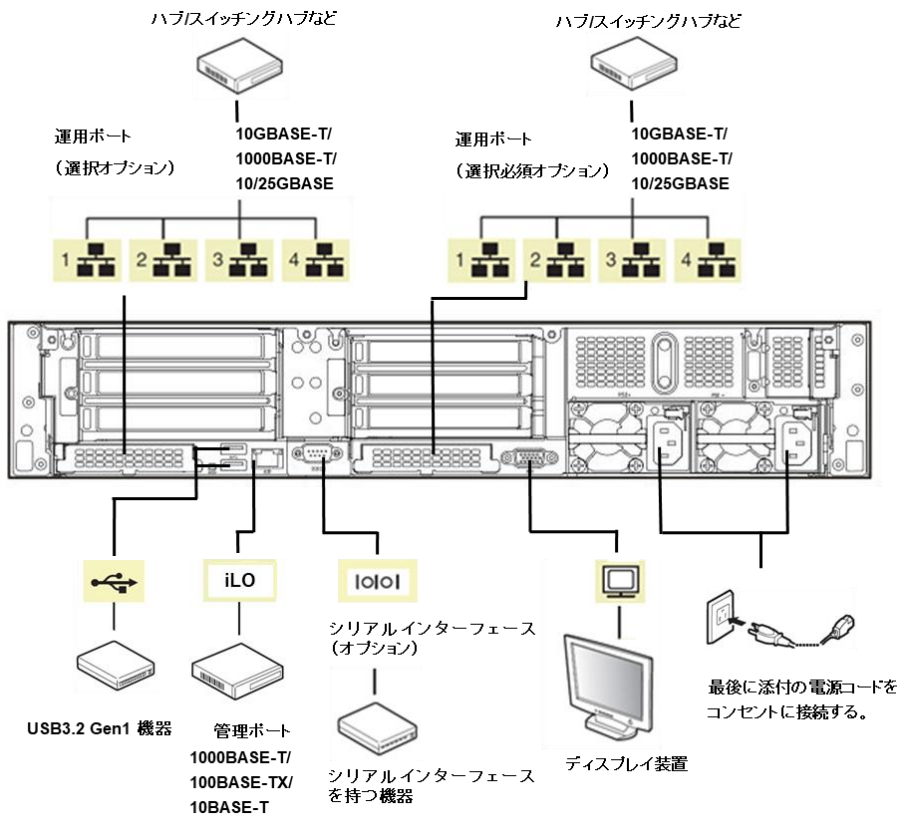 ハブ/スイッチングハブなど
ハブ/スイッチングハブなど
運用ポート
（選択オプション）
10GBASE-T/
1000BASE-T/
10/25GBASE
運用ポート
（選択必須オプション）
10GBASE-T/
1000BASE-T/
10/25GBASE
1
2
3
4
1
2
3
4
iLO
シリアルインターフェース
（オプション）
USB3.2 Gen1 機器
管理ポート
1000BASE-T/
100BASE-TX/
10BASE-T
シリアルインターフェース
を持つ機器
ディスプレイ装置
最後に添付の電源コードを
コンセントに接続する。